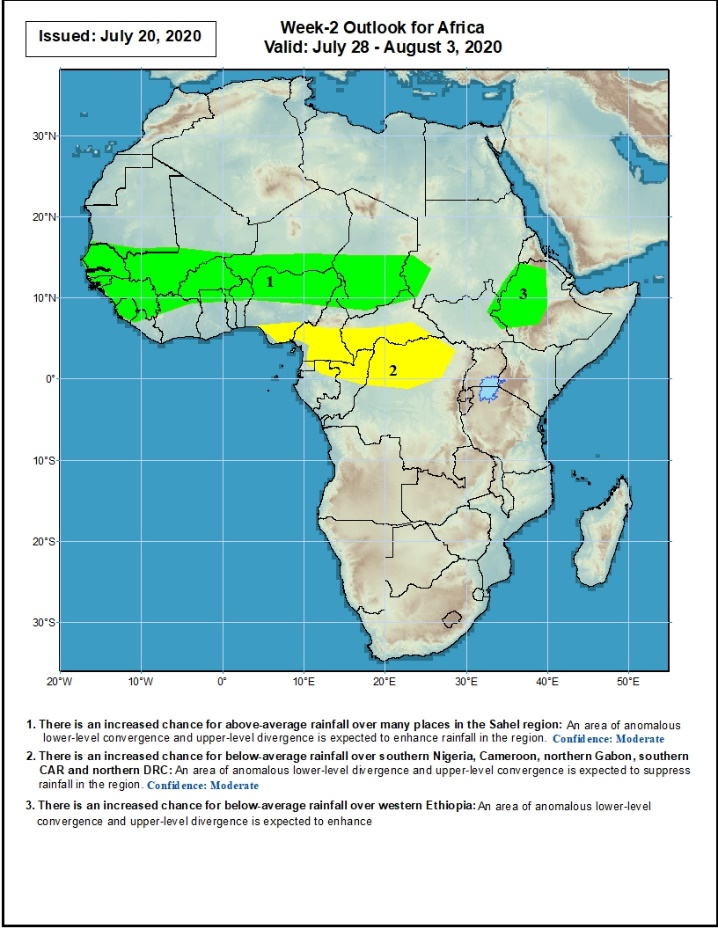 Issued: July 20, 2020
Week-2 Outlook for Africa
Valid: July 28 - August 3, 2020
30°N
20°N
10°N
0°
10°S
20°S
30°S
1
3
2
20°W 10°W 0° 10°E 20°E 30°E 40°E 50°E
1. There is an increased chance for above-average rainfall over many places in the Sahel region: An area of anomalous
lower-level convergence and upper-level divergence is expected to enhance rainfall in the region. Confidence: Moderate
2. There is an increased chance for below-average rainfall over southern Nigeria, Cameroon, northern Gabon, southern
CAR and northern DRC: An area of anomalous lower-level divergence and upper-level convergence is expected to suppress
rainfall in the region. Confidence: Moderate
3. There is an increased chance for below-average rainfall over western Ethiopia: An area of anomalous lower-level
convergence and upper-level divergence is expected to enhance